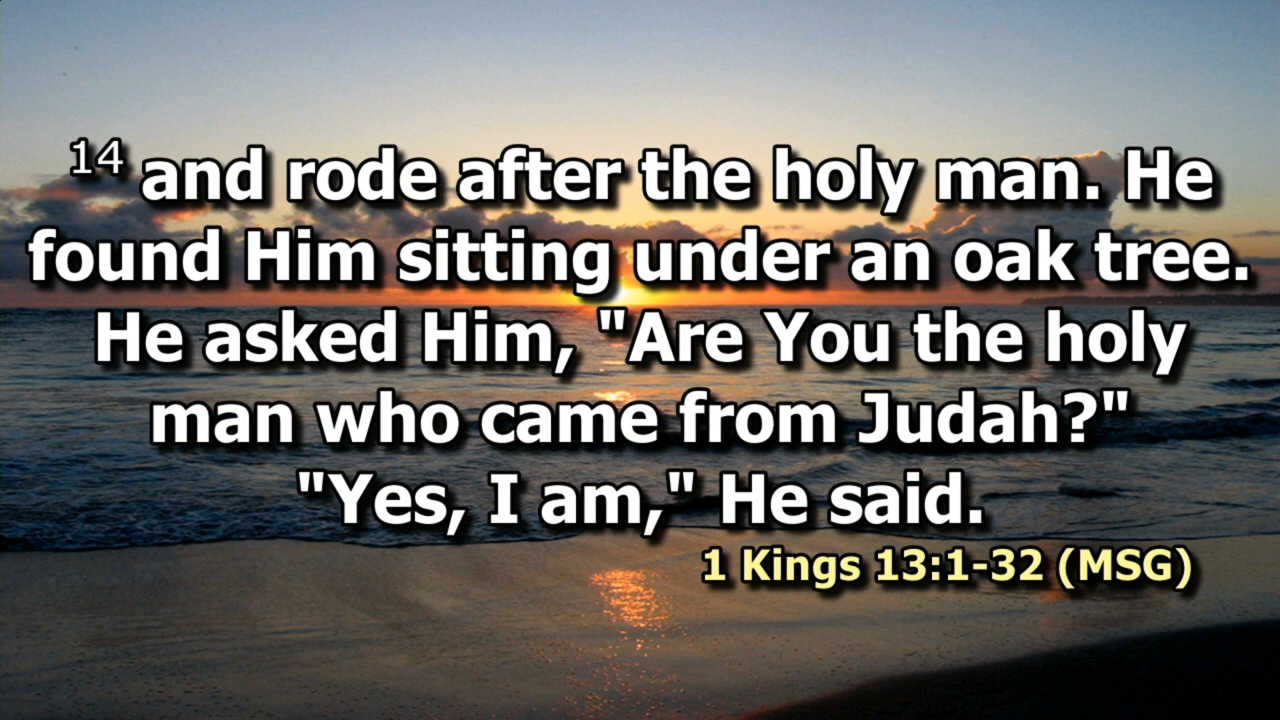 14 and rode after the holy man. He
found Him sitting under an oak tree.
He asked Him, "Are You the holy
man who came from Judah?"
"Yes, I am," He said.
1 Kings 13:1-32 (MSG)